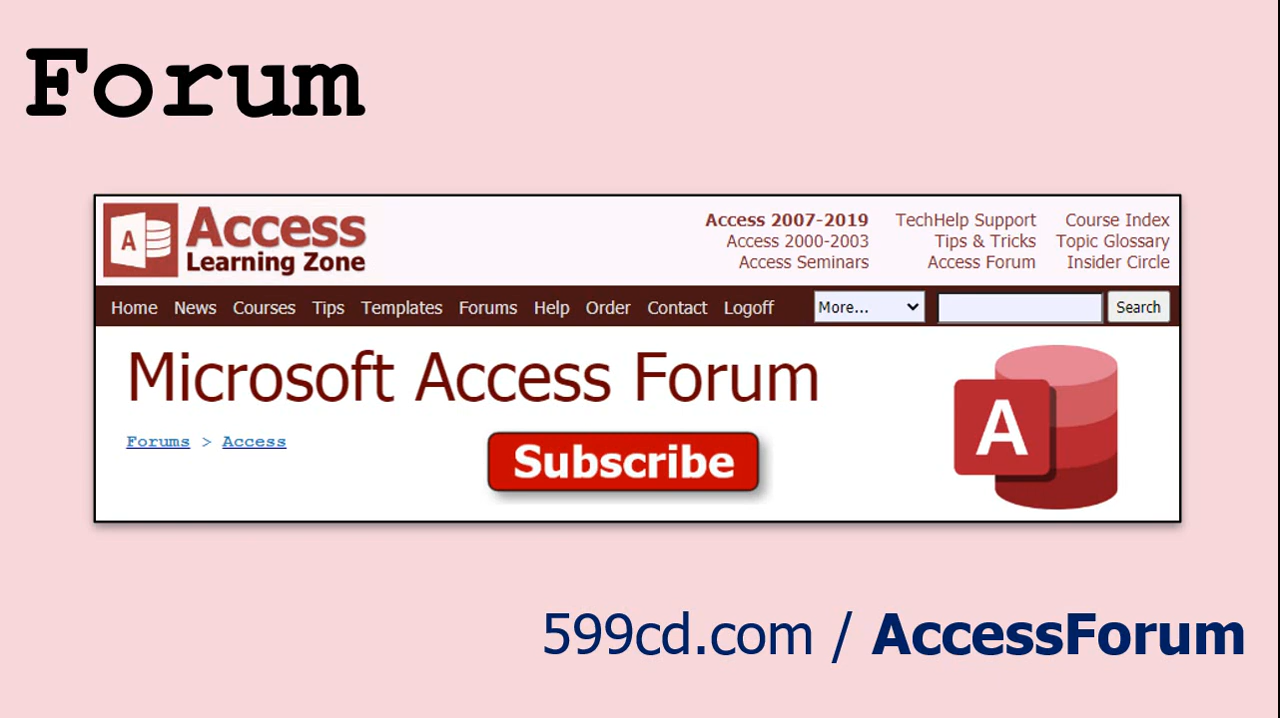 Forum
A Access
Learning Zone
Access 2007-2019 TechHelp Support Course Index
Access 2000-2003 Tips & Tricks Topic Glossary
Access Seminars Access Forum Insider Circle
Home News Courses Tips Templates Forums Help Order Contact Logoff More... Search
Microsoft Access Forum
A
Forums > Access
Subscribe
599cd.com / AccessForum